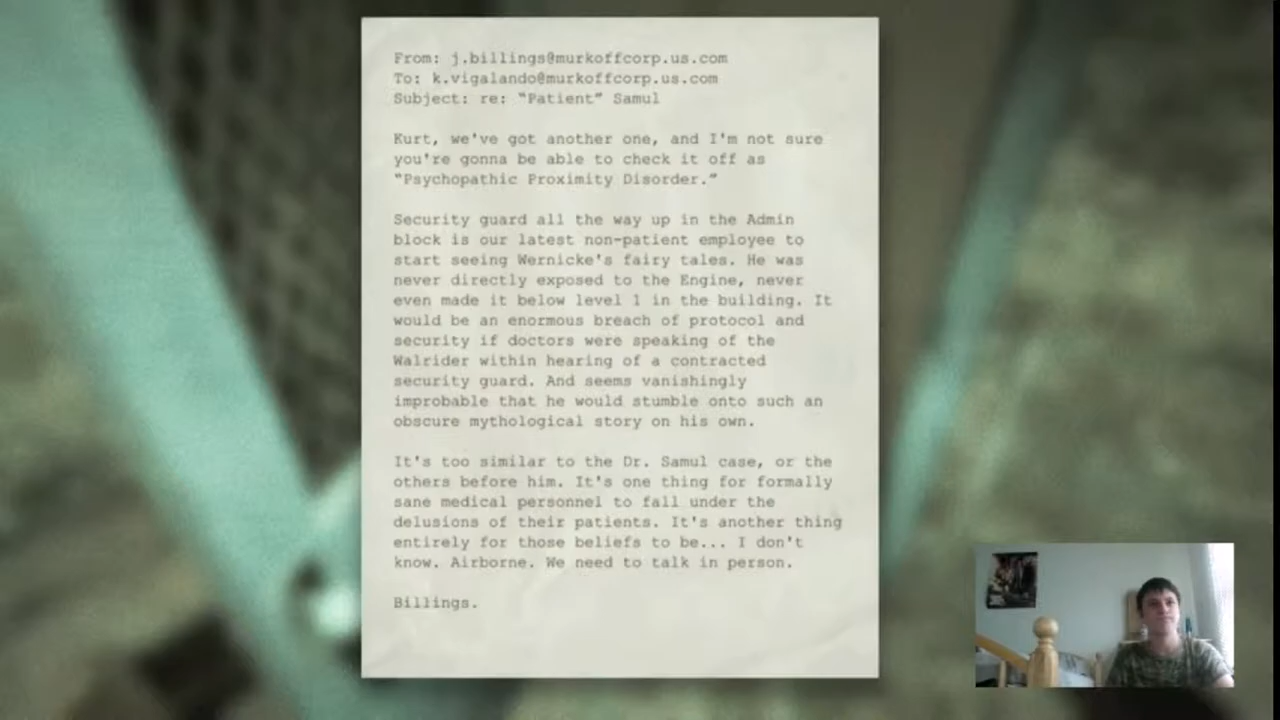 From: j.billings@murkoffcorp.us.com
To: k.vigalando@murkoffcorp.us.com
Subject: re: “Patient” Samul
Kurt, we've got another one, and I'm not sure
you're gonna be able to check it off as
“Psychopathic Proximity Disorder.”
Security guard all the way up in the Admin
block is our latest non-patient employee to
start seeing Wernicke's fairy tales. He was
never directly exposed to the Engine, never
even made it below level 1 in the building. It
would be an enormous breach of protocol and
security if doctors were speaking of the
Walrider within hearing of a contracted
security guard. And seems vanishingly
improbable that he would stumble onto such an
obscure mythological story on his own.
It's too similar to the Dr. Samul case, or the
others before him. It's one thing for formally
sane medical personnel to fall under the
delusions of their patients. It's another thing
entirely for those beliefs to be... I don't
know. Airborne. We need to talk in person.
Billings.